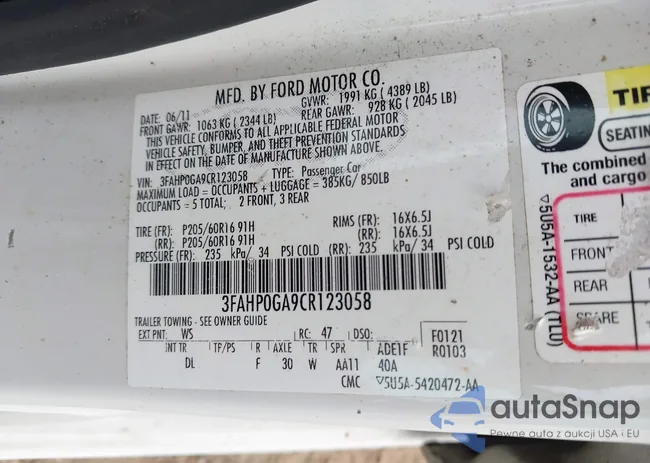 MFD. BY FORD MOTOR CO.
DATE: 06/11 GVWR: 1991 KG ( 4389 LB)
FRONT GAWR: 1063 KG ( 2344 LB) REAR GAWR: 928 KG ( 2045 LB)
THIS VEHICLE CONFORMS TO ALL APPLICABLE FEDERAL MOTOR
VEHICLE SAFETY, BUMPER, AND THEFT PREVENTION STANDARDS
IN EFFECT ON THE DATE OF MANUFACTURE SHOWN ABOVE.
VIN: 3FAHP0GA9CR123058 TYPE: Passenger Car
MAXIMUM LOAD = OCCUPANTS + LUGGAGE = 385KG/ 850LB
OCCUPANTS = 5 TOTAL; 2 FRONT, 3 REAR
TIRE (FR): P205/60R16 91H RIMS (FR): 16X6.5J
(RR): P205/60R16 91H (RR): 16X6.5J
PRESSURE (FR): 235 kPa/ 34 PSI COLD (RR): 235 kPa/ 34 PSI COLD
3FAHP0GA9CR123058
TRAILER TOWING - SEE OWNER GUIDE
EXT PNT: WS RC: 47 DSO: F0121
INT TR TP/PS R AXLE TR SPR ADE1F RQ103
DL F 30 W AA11 40A
CMC ▽5U5A-5420472-AA
TIR
SEATIN
The combined
and cargo
TIRE
FRONT
REAR
SPARE
▽5U5A-1532-AA (TLU)
autaSnap
Pewne auta z aukcji USA i EU